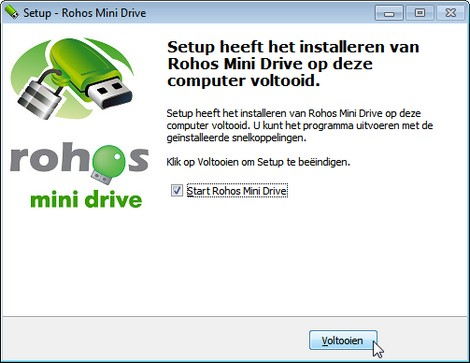 Setup - Rohos Mini Drive
Setup heeft het installeren van
Rohos Mini Drive op deze
computer voltooid.
Setup heeft het installeren van Rohos Mini Drive op deze
computer voltooid. U kunt het programma uitvoeren met de
geïnstalleerde snelkoppelingen.
Klik op Voltooien om Setup te beëindigen.
rohos
mini drive
Start Rohos Mini Drive
Voltooien